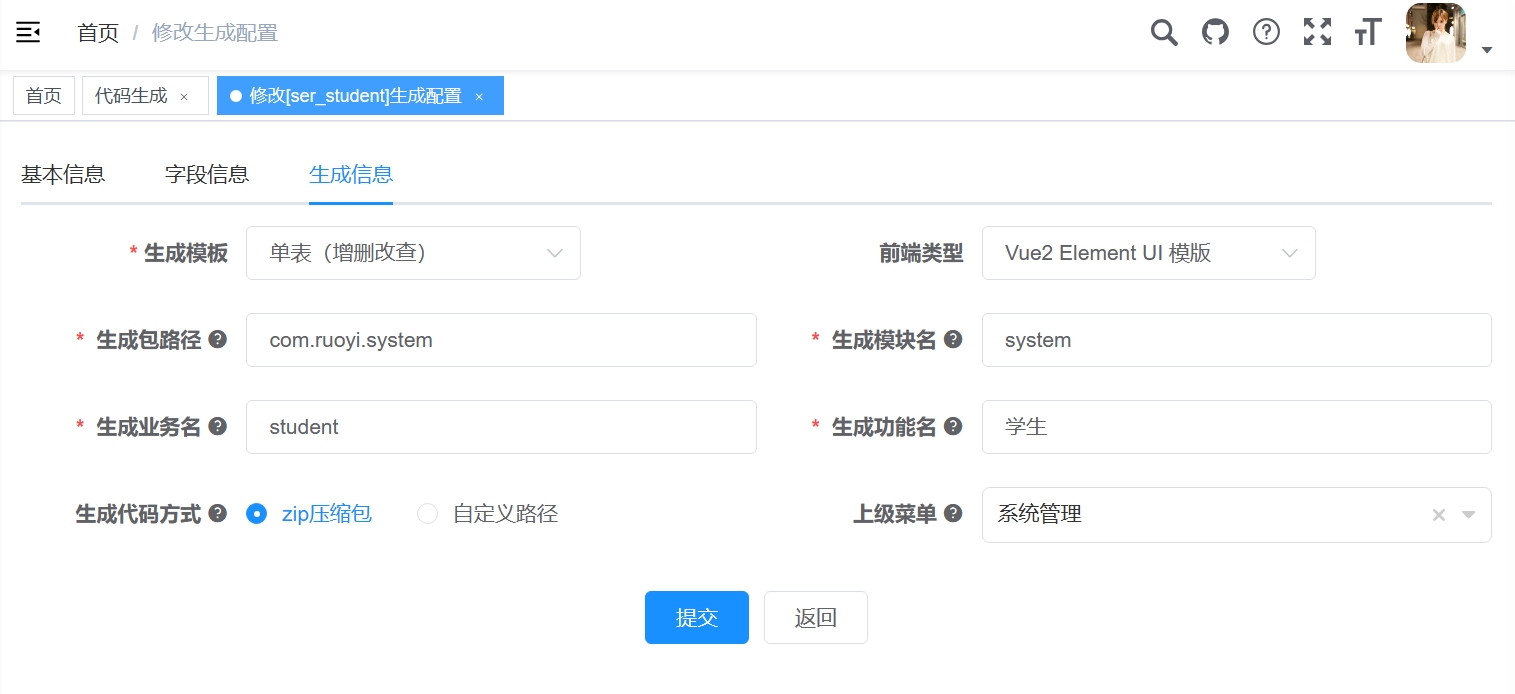 首页 / 修改生成配置
首页 代码生成 × 修改[ser_student]生成配置 ×
基本信息 字段信息 生成信息
* 生成模板 单表（增删改查） 前端类型 Vue2 Element UI 模版
* 生成包路径 com.ruoyi.system * 生成模块名 system
* 生成业务名 student * 生成功能名 学生
生成代码方式 zip压缩包 自定义路径 上级菜单 系统管理
提交 返回